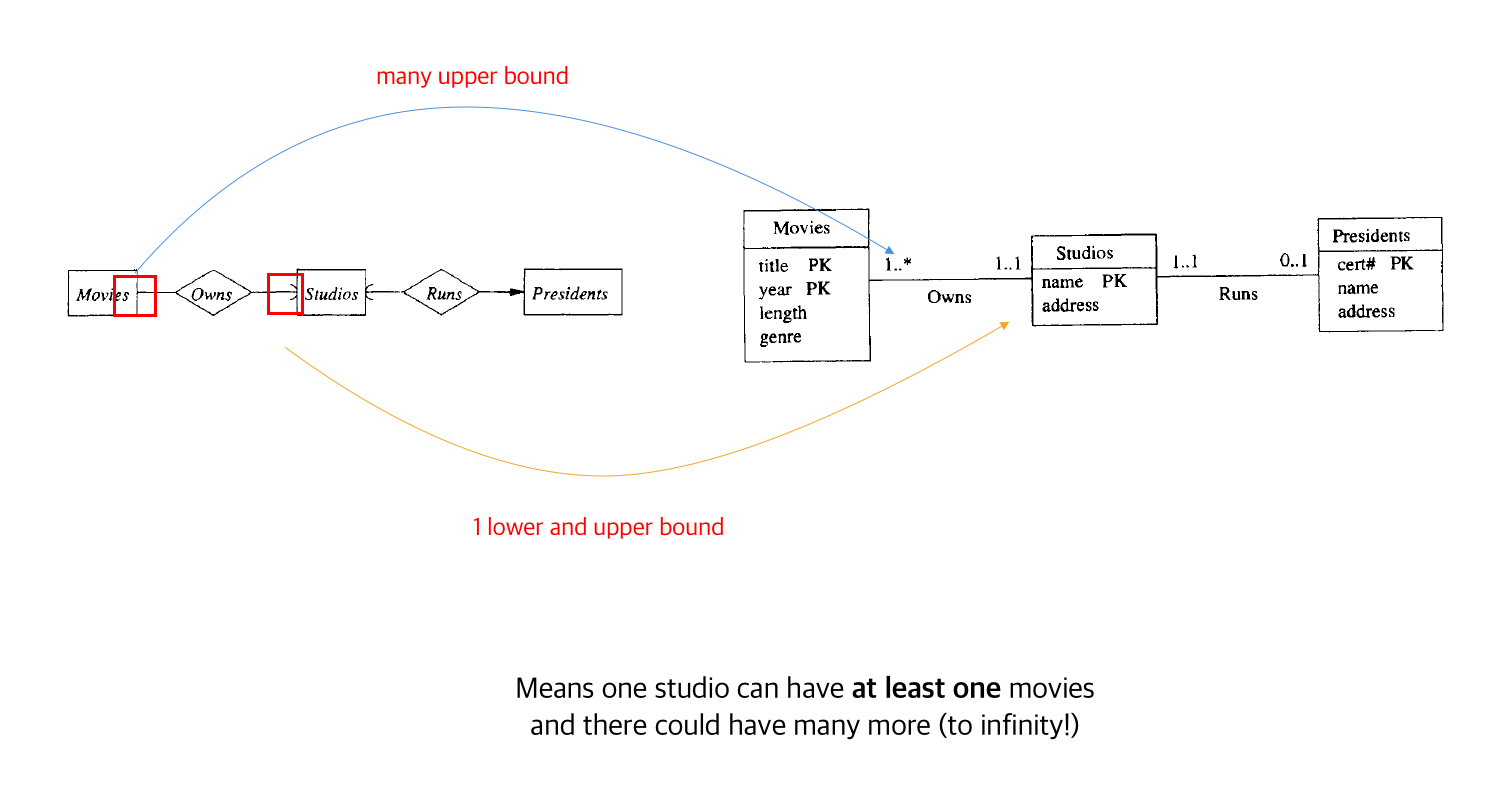 many upper bound
Movies
Owns
Studios
Runs
Presidents
Movies
title PK
year PK
length
genre
1..*
1..1
Owns
Studios
name PK
address
1..1
0..1
Runs
Presidents
cert# PK
name
address
1 lower and upper bound
Means one studio can have at least one movies
and there could have many more (to infinity!)